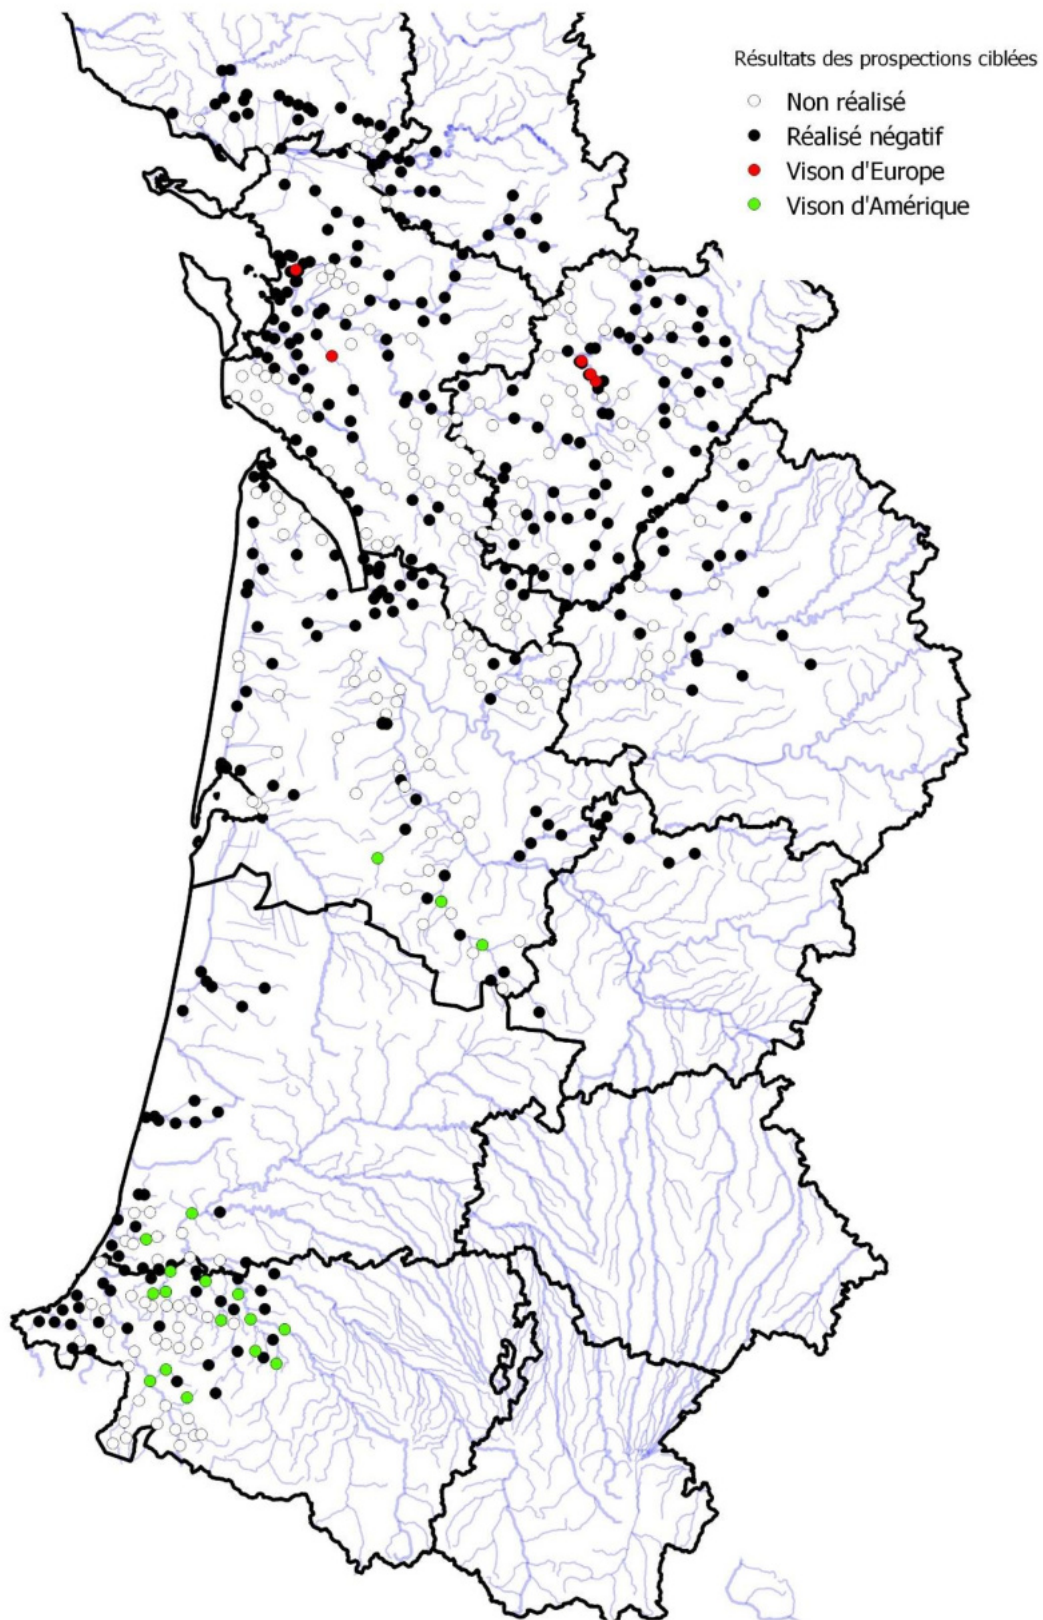 Résultats des prospections ciblées
Non réalisé
Réalisé négatif
Vison d'Europe
Vison d'Amérique